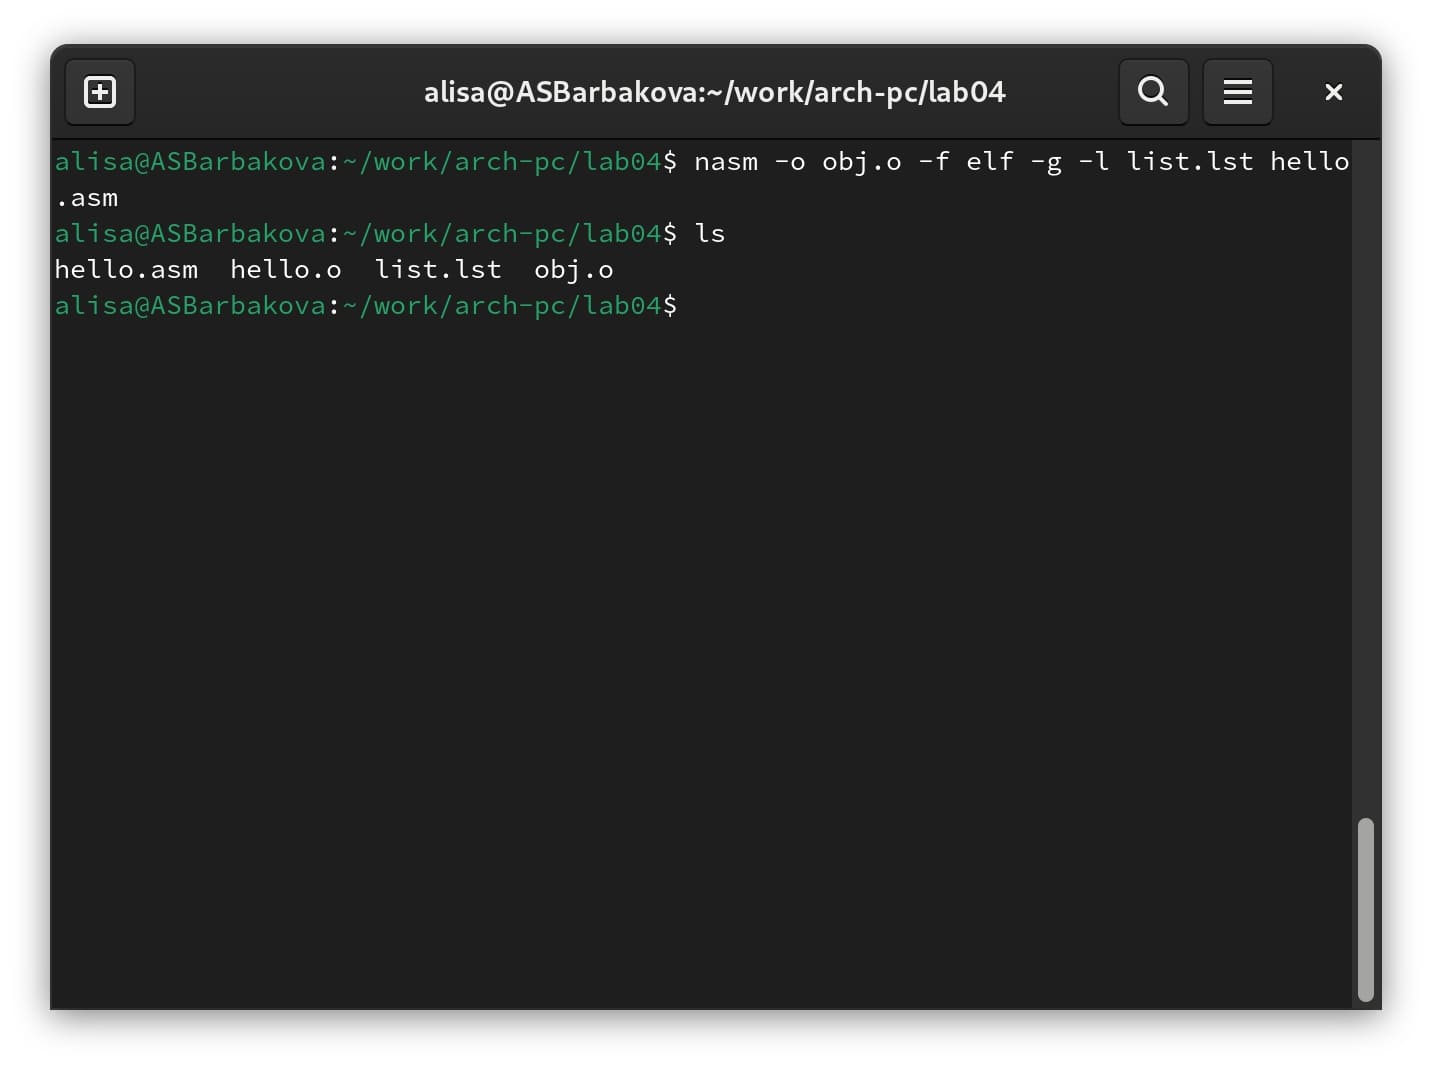 alisa@ASBarbakova:~/work/arch-pc/lab04
alisa@ASBarbakova:~/work/arch-pc/lab04$ nasm -o obj.o -f elf -g -l list.lst hello
.asm
alisa@ASBarbakova:~/work/arch-pc/lab04$ ls
hello.asm  hello.o  list.lst  obj.o
alisa@ASBarbakova:~/work/arch-pc/lab04$